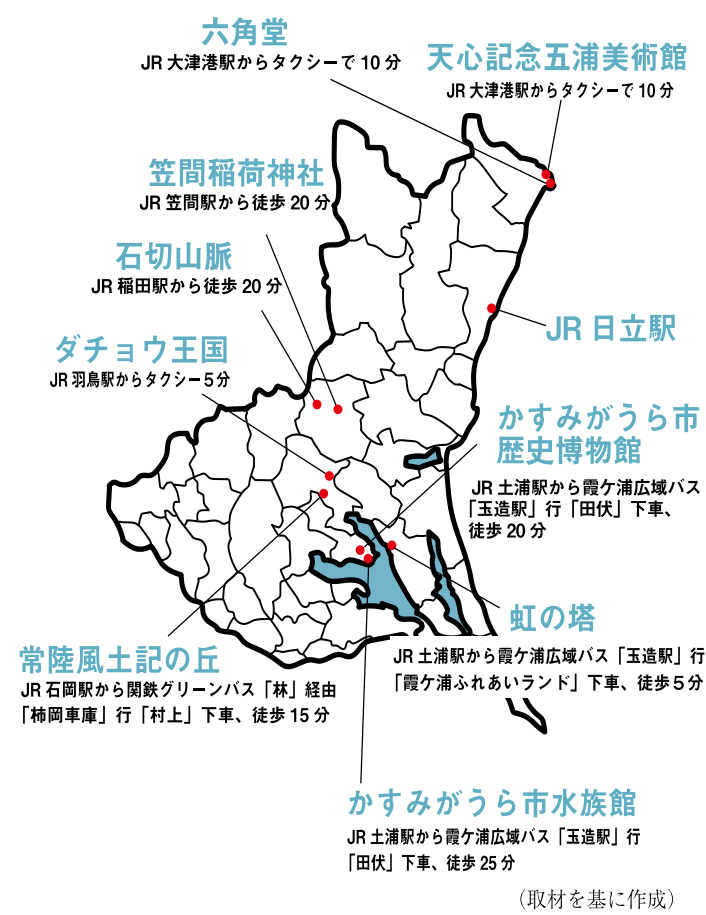 六角堂
JR 大津港駅からタクシーで 10 分
天心記念五浦美術館
JR 大津港駅からタクシーで 10 分
笠間稲荷神社
JR 笠間駅から徒歩 20 分
石切山脈
JR 稲田駅から徒歩 20 分
JR 日立駅
ダチョウ王国
JR 羽鳥駅からタクシー 5 分
かすみがうら市
歴史博物館
JR 土浦駅から霞ケ浦広域バス
「玉造駅」行「田伏」下車、
徒歩 20 分
虹の塔
JR 土浦駅から霞ケ浦広域バス「玉造駅」行
「霞ケ浦ふれあいランド」下車、徒歩 5 分
常陸風土記の丘
JR 石岡駅から関鉄グリーンバス「林」経由
「柿岡車庫」行「村上」下車、徒歩 15 分
かすみがうら市水族館
JR 土浦駅から霞ケ浦広域バス「玉造駅」行
「田伏」下車、徒歩 25 分
（取材を基に作成）